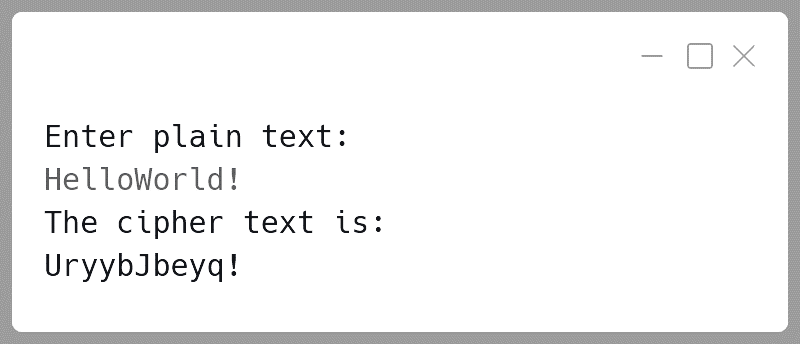 Enter plain text:
HelloWorld!
The cipher text is:
UryybJbeyq!